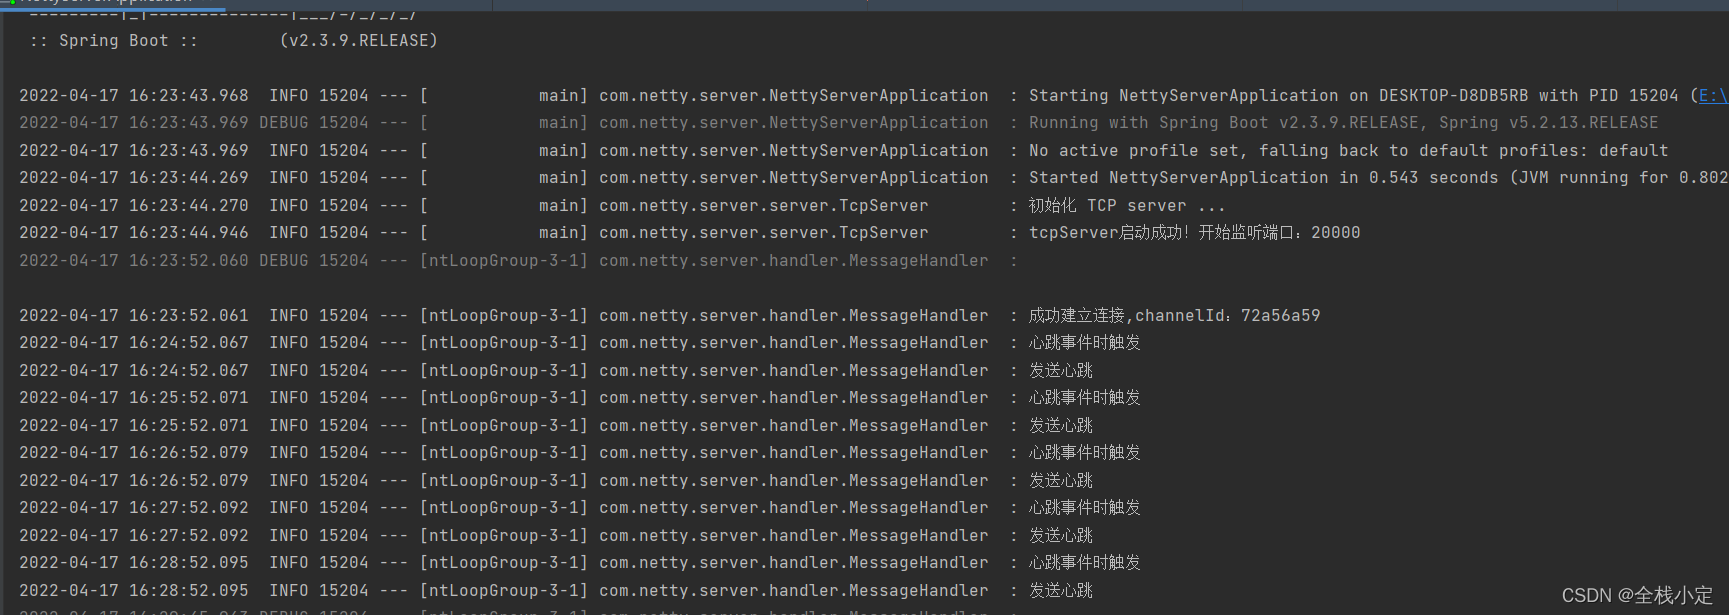 NettyServerApplication
:: Spring Boot ::        (v2.3.9.RELEASE)
2022-04-17 16:23:43.968  INFO 15204 --- [           main] com.netty.server.NettyServerApplication  : Starting NettyServerApplication on DESKTOP-D8DB5RB with PID 15204 (E:\
2022-04-17 16:23:43.969 DEBUG 15204 --- [           main] com.netty.server.NettyServerApplication  : Running with Spring Boot v2.3.9.RELEASE, Spring v5.2.13.RELEASE
2022-04-17 16:23:43.969  INFO 15204 --- [           main] com.netty.server.NettyServerApplication  : No active profile set, falling back to default profiles: default
2022-04-17 16:23:44.269  INFO 15204 --- [           main] com.netty.server.NettyServerApplication  : Started NettyServerApplication in 0.543 seconds (JVM running for 0.802
2022-04-17 16:23:44.270  INFO 15204 --- [           main] com.netty.server.server.TcpServer        : 初始化 TCP server ...
2022-04-17 16:23:44.946  INFO 15204 --- [           main] com.netty.server.server.TcpServer        : tcpServer启动成功！开始监听端口：20000
2022-04-17 16:23:52.060 DEBUG 15204 --- [ntLoopGroup-3-1] com.netty.server.handler.MessageHandler  :
2022-04-17 16:23:52.061  INFO 15204 --- [ntLoopGroup-3-1] com.netty.server.handler.MessageHandler  : 成功建立连接,channelId：72a56a59
2022-04-17 16:24:52.067  INFO 15204 --- [ntLoopGroup-3-1] com.netty.server.handler.MessageHandler  : 心跳事件时触发
2022-04-17 16:24:52.067  INFO 15204 --- [ntLoopGroup-3-1] com.netty.server.handler.MessageHandler  : 发送心跳
2022-04-17 16:25:52.071  INFO 15204 --- [ntLoopGroup-3-1] com.netty.server.handler.MessageHandler  : 心跳事件时触发
2022-04-17 16:25:52.071  INFO 15204 --- [ntLoopGroup-3-1] com.netty.server.handler.MessageHandler  : 发送心跳
2022-04-17 16:26:52.079  INFO 15204 --- [ntLoopGroup-3-1] com.netty.server.handler.MessageHandler  : 心跳事件时触发
2022-04-17 16:26:52.079  INFO 15204 --- [ntLoopGroup-3-1] com.netty.server.handler.MessageHandler  : 发送心跳
2022-04-17 16:27:52.092  INFO 15204 --- [ntLoopGroup-3-1] com.netty.server.handler.MessageHandler  : 心跳事件时触发
2022-04-17 16:27:52.092  INFO 15204 --- [ntLoopGroup-3-1] com.netty.server.handler.MessageHandler  : 发送心跳
2022-04-17 16:28:52.095  INFO 15204 --- [ntLoopGroup-3-1] com.netty.server.handler.MessageHandler  : 心跳事件时触发
2022-04-17 16:28:52.095  INFO 15204 --- [ntLoopGroup-3-1] com.netty.server.handler.MessageHandler  : 发送心跳
CSDN @全栈小定